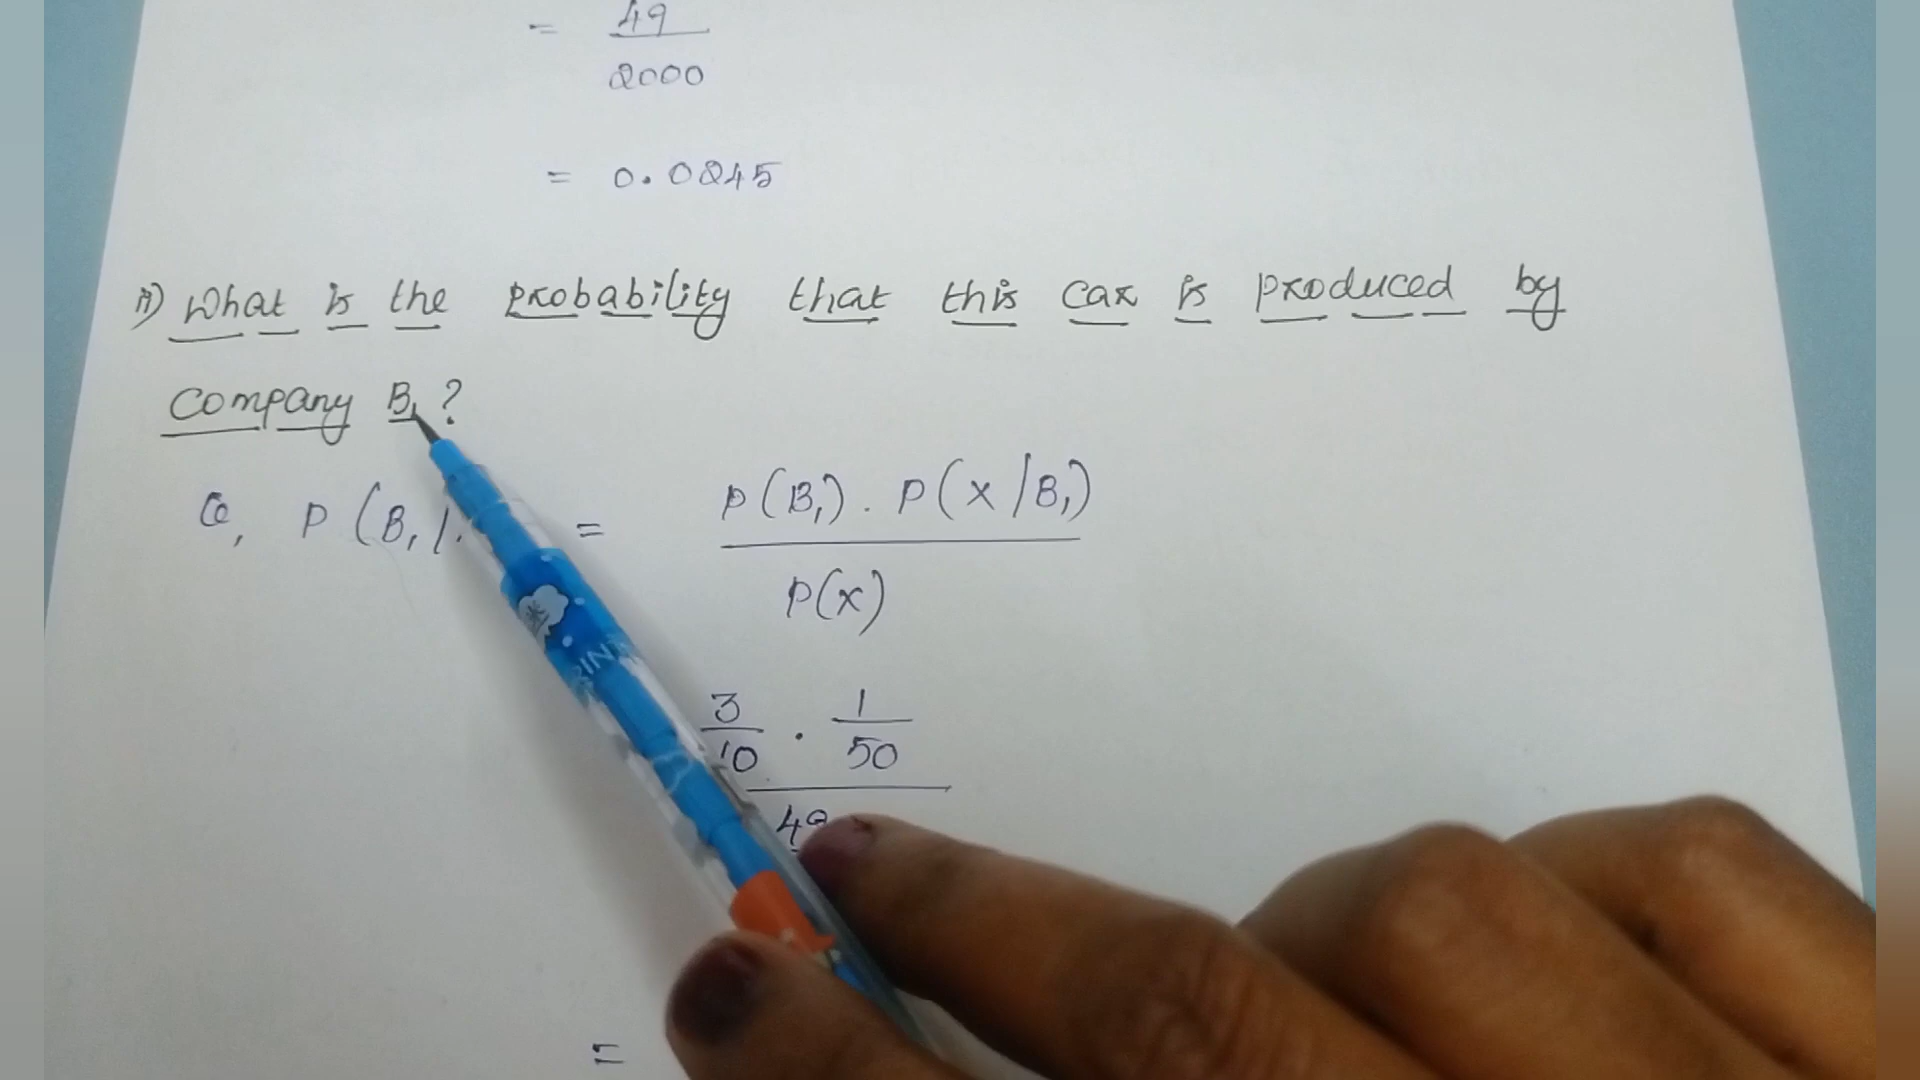 = 49
2000
= 0.0245
ii) What is the probability that this car is produced by
company B₁ ?
P (B₁ / = P(B₁) . P(X/B₁)
P(X)
3 . 1
10 50
49
=